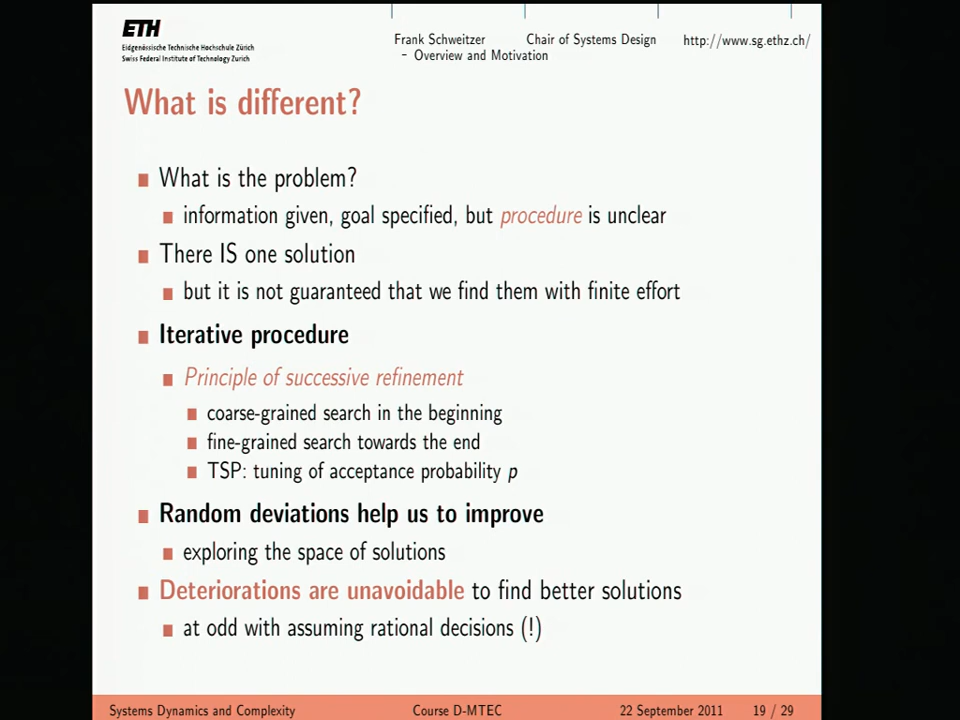 ETH
Eidgenössische Technische Hochschule Zürich
Swiss Federal Institute of Technology Zurich
Frank Schweitzer Chair of Systems Design http://www.sg.ethz.ch/
– Overview and Motivation
What is different?
What is the problem?
information given, goal specified, but procedure is unclear
There IS one solution
but it is not guaranteed that we find them with finite effort
Iterative procedure
Principle of successive refinement
coarse-grained search in the beginning
fine-grained search towards the end
TSP: tuning of acceptance probability p
Random deviations help us to improve
exploring the space of solutions
Deteriorations are unavoidable to find better solutions
at odd with assuming rational decisions (!)
Systems Dynamics and Complexity Course D-MTEC 22 September 2011 19 / 29